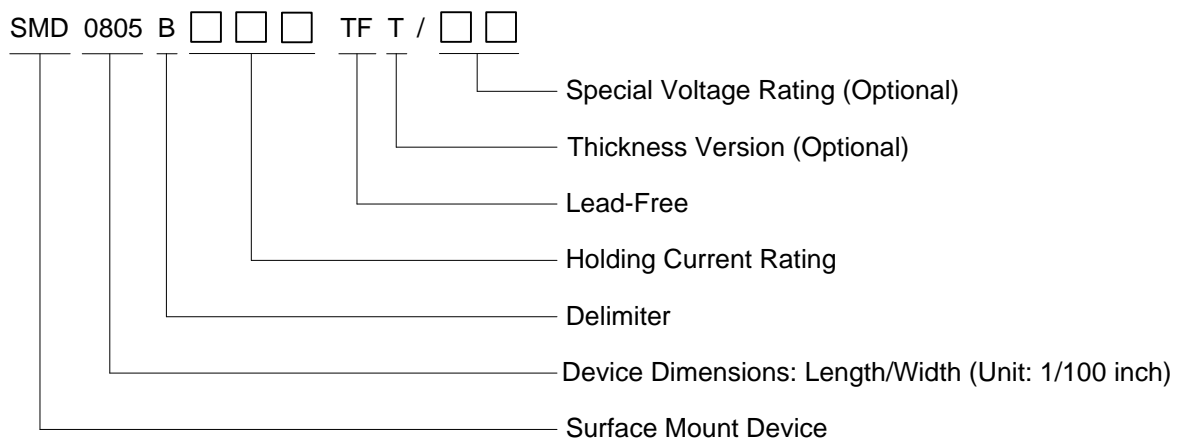 SMD 0805 B □ □ □ TF T / □ □
Special Voltage Rating (Optional)
Thickness Version (Optional)
Lead-Free
Holding Current Rating
Delimiter
Device Dimensions: Length/Width (Unit: 1/100 inch)
Surface Mount Device